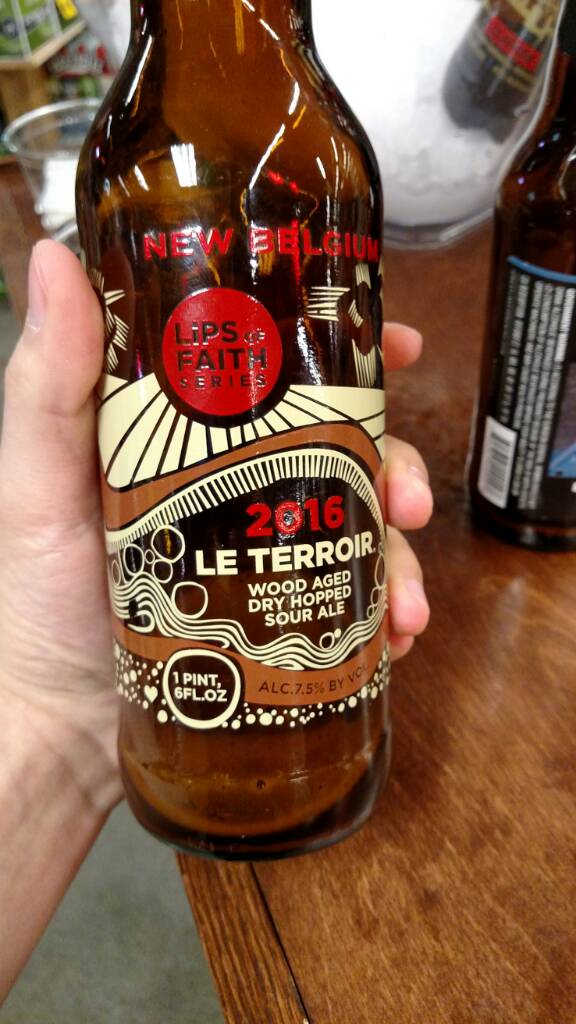 NEW BELGIUM
LiPS of
FAITH
SERIES
2016
LE TERROIR
WOOD AGED
DRY HOPPED
SOUR ALE
1 PINT,
6FL.OZ
ALC.7.5% BY VOL